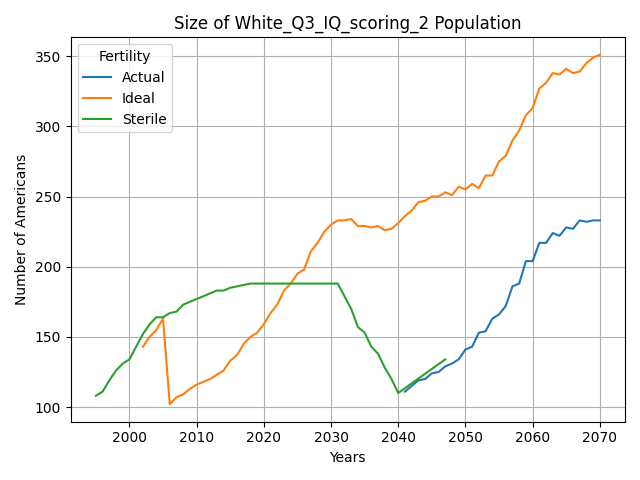 Size of White_Q3_IQ_scoring_2 Population
Fertility
Actual
Ideal
Sterile
Number of Americans
350
300
250
200
150
100
2000 2010 2020 2030 2040 2050 2060 2070
Years